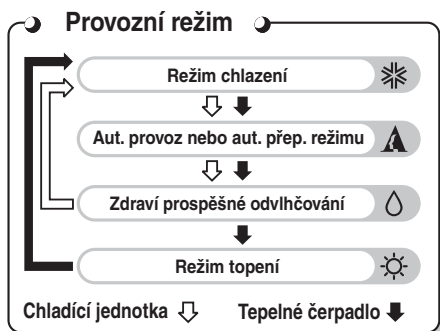 Provozní režim
Režim chlazení
Aut. provoz nebo aut. přep. režimu
Zdraví prospěšné odvlhčování
Režim topení
Chladící jednotka
Tepelné čerpadlo